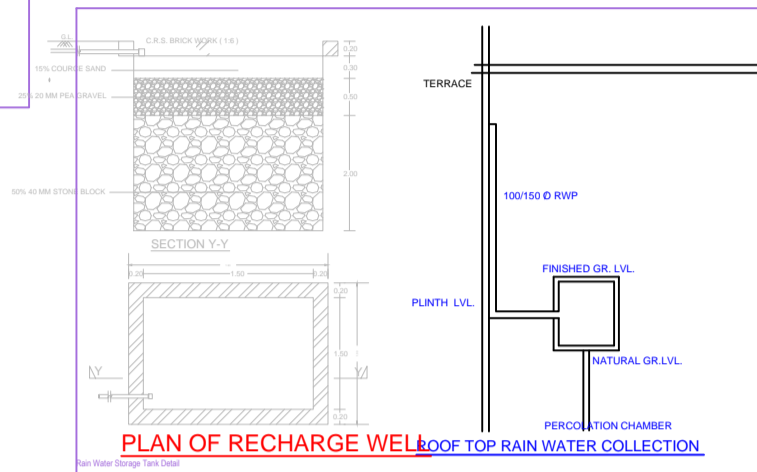 G.L
C.R.S. BRICK WORK ( 1:6 )
0.20
15% COURGE SAND
0.30
25% 20 MM PEA GRAVEL
0.50
50% 40 MM STONE BLOCK
2.00
SECTION Y-Y
0.20
1.50
0.20
0.20
1.50
0.20
Y
Y
PLAN OF RECHARGE WELL
Rain Water Storage Tank Detail
TERRACE
100/150 Ø RWP
FINISHED GR. LVL.
PLINTH LVL.
NATURAL GR.LVL.
PERCOLATION CHAMBER
ROOF TOP RAIN WATER COLLECTION